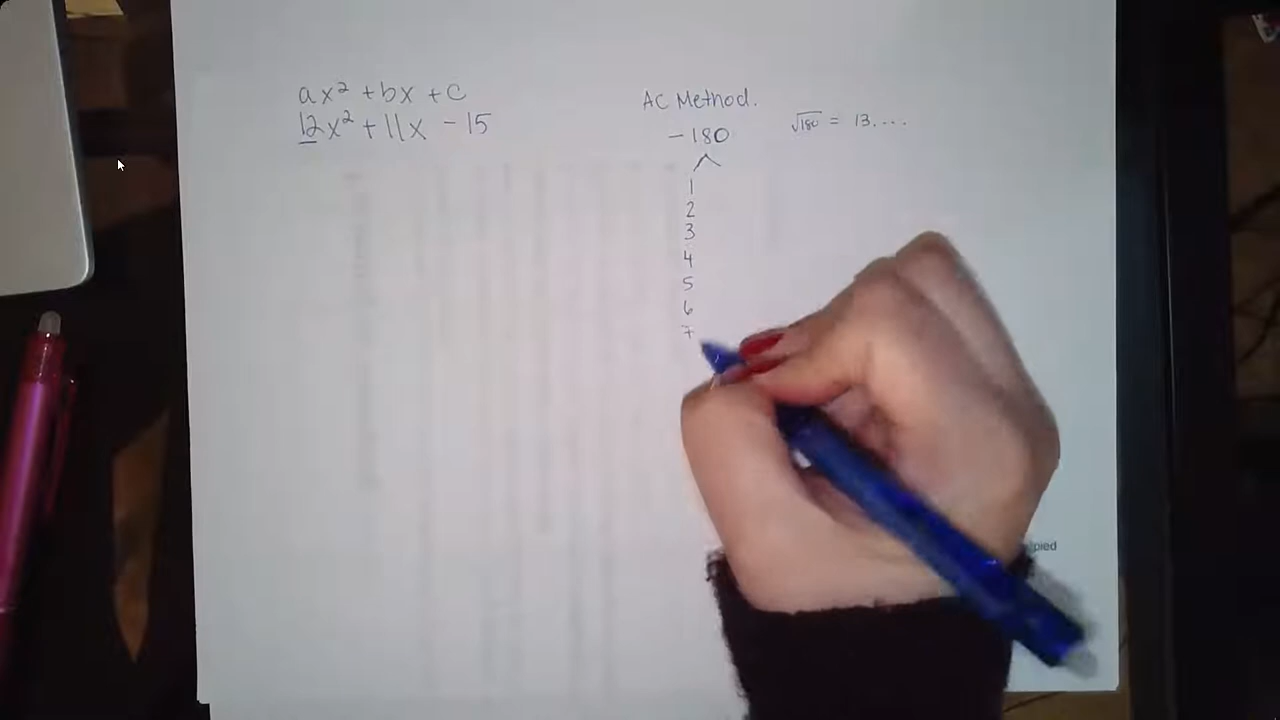 ax² + bx + c
12x² + 11x - 15
AC Method.
-180
√180 = 13....
1
2
3
4
5
6
7